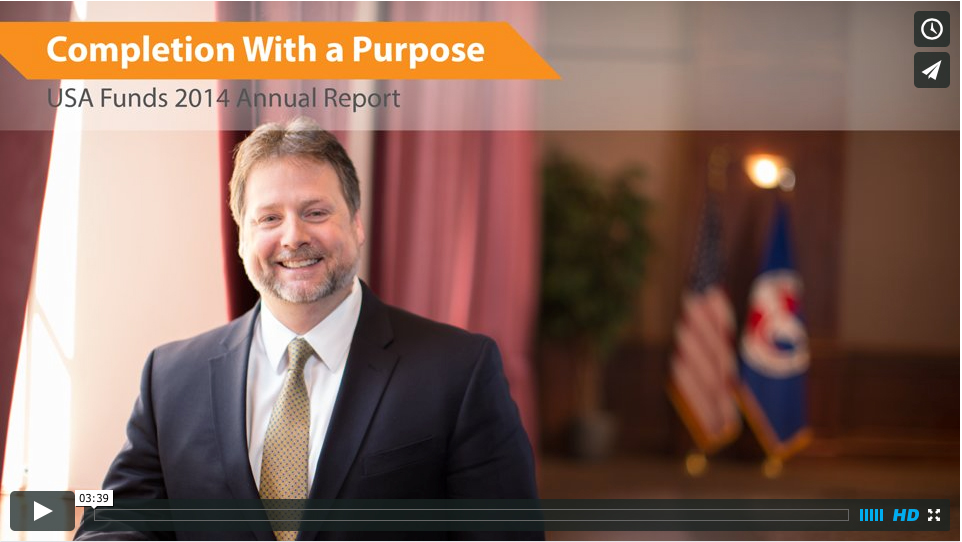 Completion With a Purpose
USA Funds 2014 Annual Report
03:39
HD